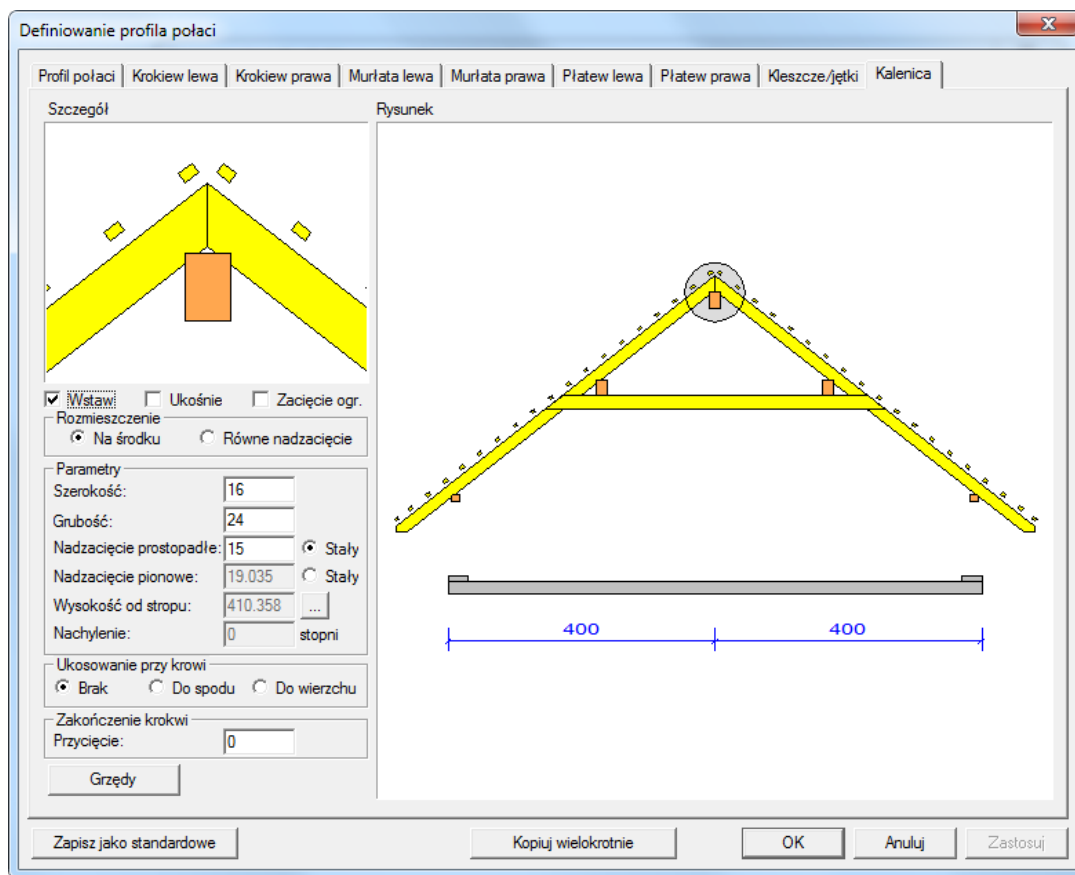 Definiowanie profila połaci
Profil połaci Krokiew lewa Krokiew prawa Murłata lewa Murłata prawa Płatew lewa Płatew prawa Kleszcze/jętki Kalenica
Szczegół
Rysunek
Wstaw Ukośnie Zacięcie ogr.
Rozmieszczenie
Na środku Równe nadzacięcie
Parametry
Szerokość: 16
Grubość: 24
Nadzacięcie prostopadłe: 15 Stały
Nadzacięcie pionowe: 19.035 Stały
Wysokość od stropu: 410.358 ...
Nachylenie: 0 stopni
Ukosowanie przy krowi
Brak Do spodu Do wierzchu
Zakończenie krokwi
Przycięcie: 0
Grzędy
400 400
Zapisz jako standardowe Kopiuj wielokrotnie OK Anuluj Zastosuj